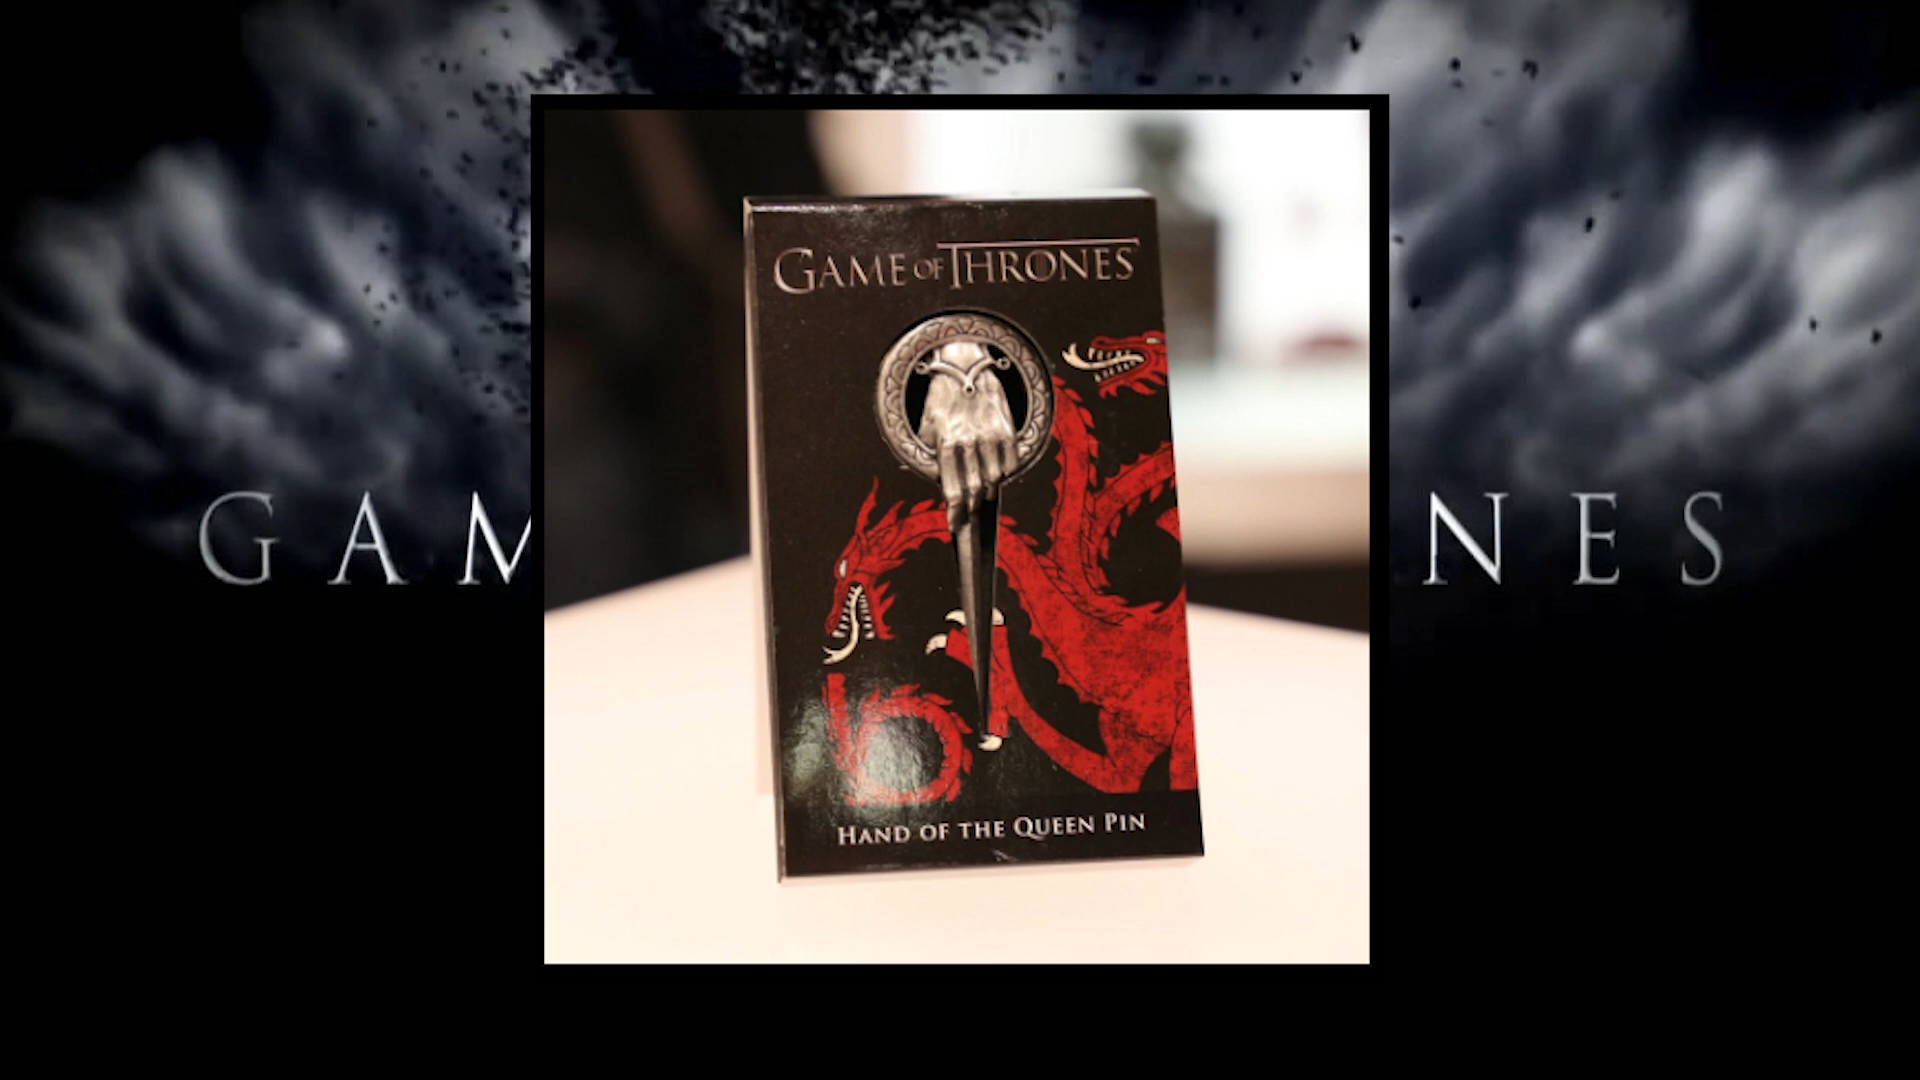 GAME OF THRONES
HAND OF THE QUEEN PIN
GAM
NES